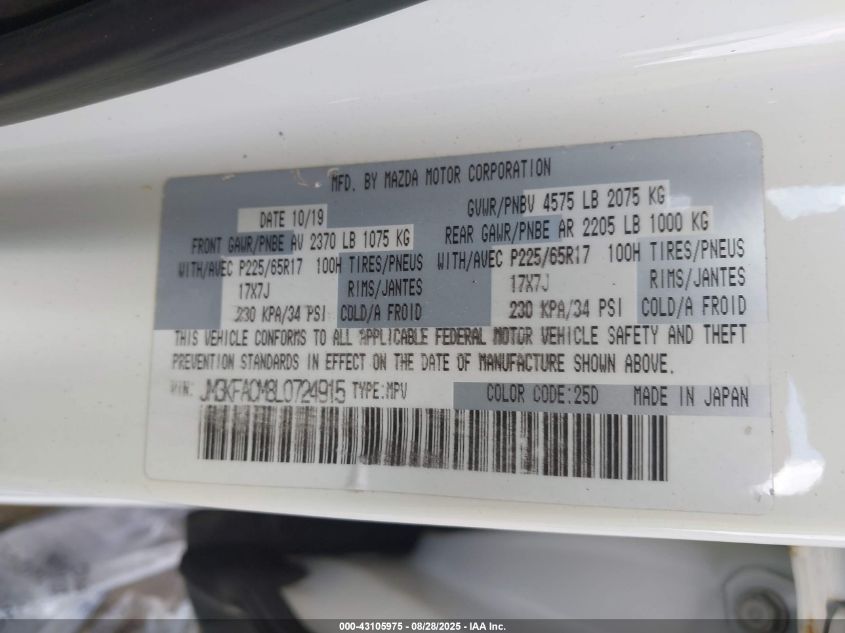 MFD. BY MAZDA MOTOR CORPORATION
DATE 10/19 GVWR/PNBV 4575 LB 2075 KG
FRONT GAWR/PNBE AV 2370 LB 1075 KG REAR GAWR/PNBE AR 2205 LB 1000 KG
WITH/AVEC P225/65R17 100H TIRES/PNEUS WITH/AVEC P225/65R17 100H TIRES/PNEUS
17X7J RIMS/JANTES 17X7J RIMS/JANTES
230 KPA/34 PSI COLD/A FROID 230 KPA/34 PSI COLD/A FROID
THIS VEHICLE CONFORMS TO ALL APPLICABLE FEDERAL MOTOR VEHICLE SAFETY AND THEFT
PREVENTION STANDARDS IN EFFECT ON THE DATE OF MANUFACTURE SHOWN ABOVE.
VIN: JM3KFACM8L0724915 TYPE:MPV COLOR CODE:25D MADE IN JAPAN
000-43105975 - 08/28/2025 - IAA Inc.